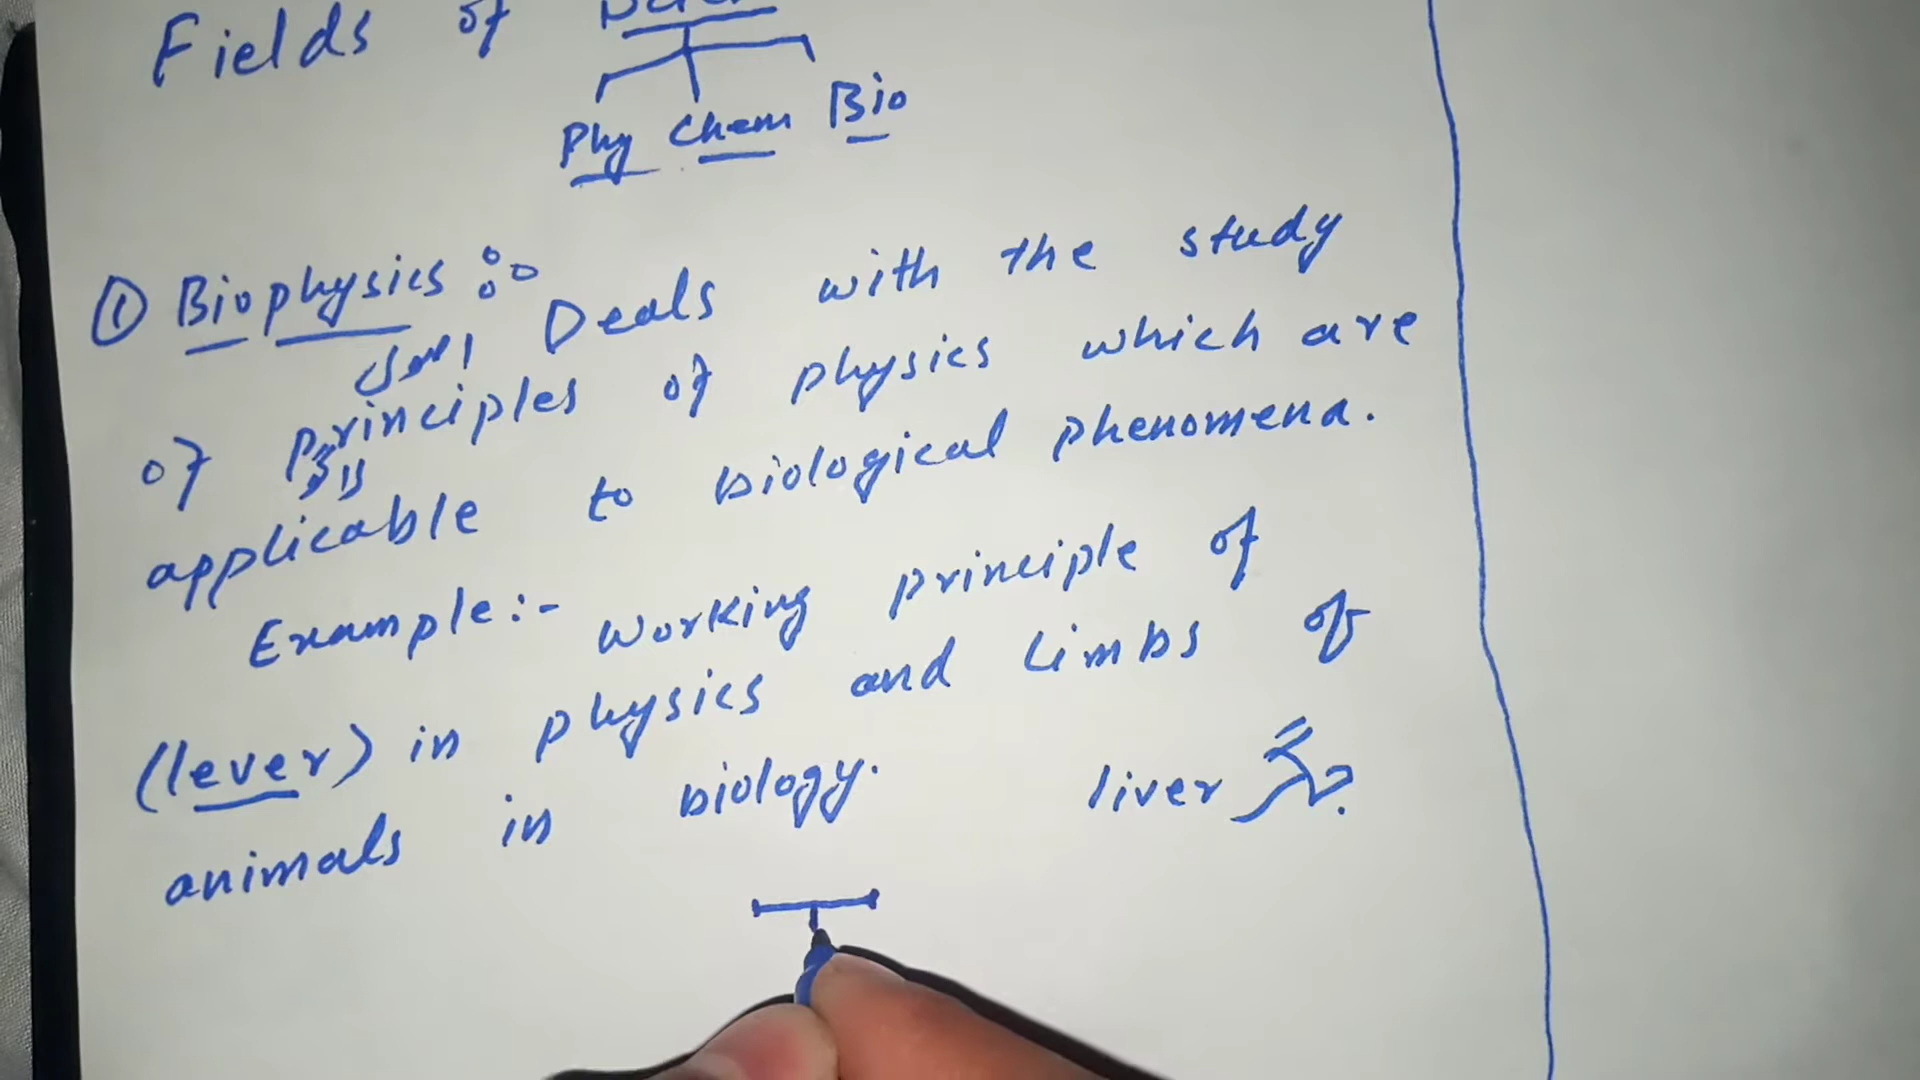 Fields of
Phy Chem Bio
① Biophysics :- Deals with the study
of principles of physics which are
applicable to biological phenomena.
Example:- Working principle of
(lever) in physics and Limbs of
animals in biology. liver